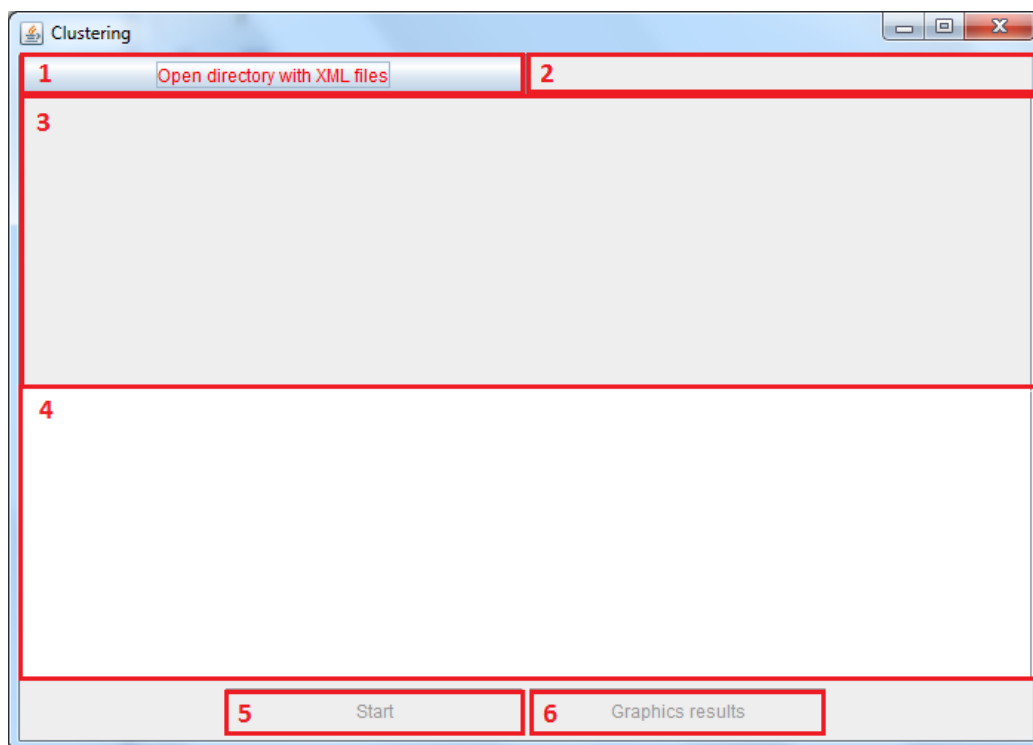 Clustering
1 Open directory with XML files 2
3
4
5 Start 6 Graphics results